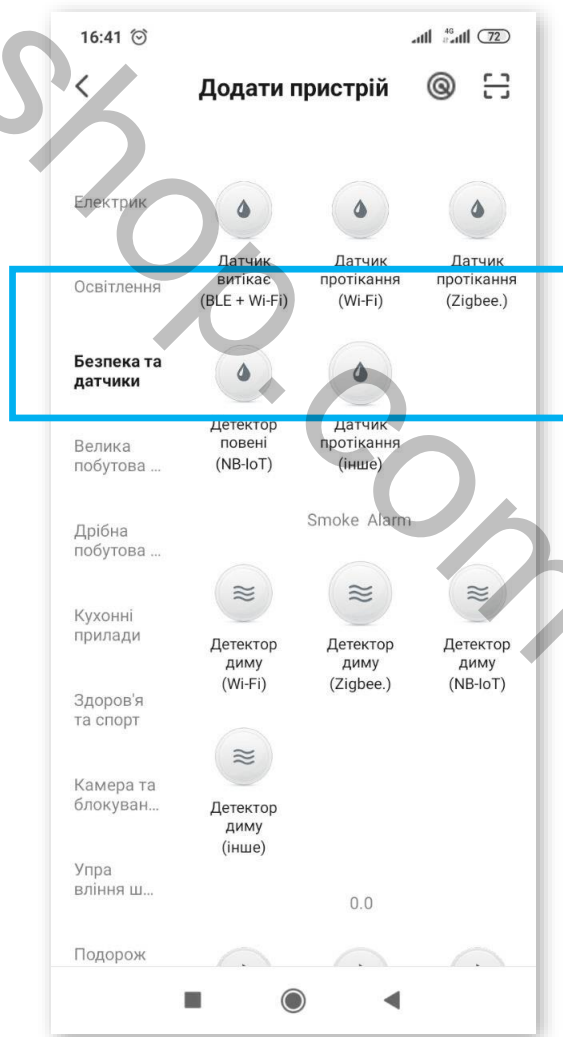 16:41
4G
72
Додати пристрій
Електрик
Освітлення
Безпека та
датчики
Велика
побутова ...
Дрібна
побутова ...
Кухонні
прилади
Здоров'я
та спорт
Камера та
блокуван...
Упра
вління ш...
Подорож
Датчик
витікає
(BLE + Wi-Fi)
Датчик
протікання
(Wi-Fi)
Датчик
протікання
(Zigbee.)
Детектор
повені
(NB-IoT)
Датчик
протікання
(інше)
Smoke Alarm
Детектор
диму
(Wi-Fi)
Детектор
диму
(Zigbee.)
Детектор
диму
(NB-IoT)
Детектор
диму
(інше)
0.0
shop.com